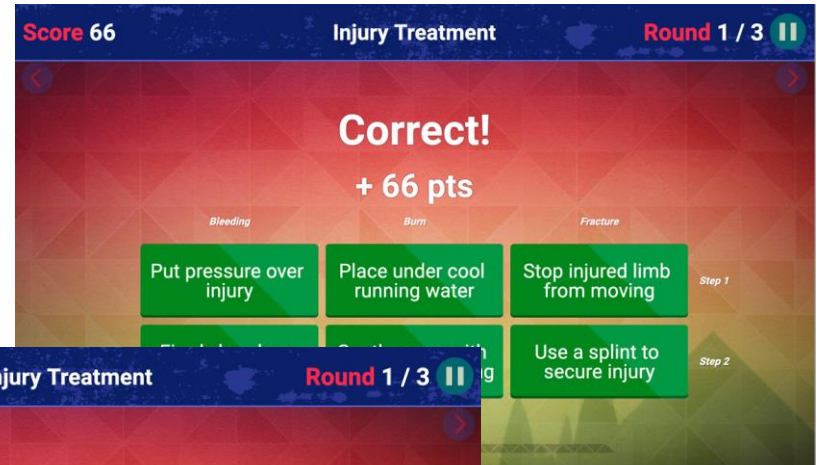 Score 66 Injury Treatment Round 1 / 3
Correct!
+ 66 pts
Bleeding Burn Fracture
Put pressure over Place under cool Stop injured limb
injury running water from moving
Step 1
Use a splint to
secure injury
Step 2
jury Treatment Round 1 / 3